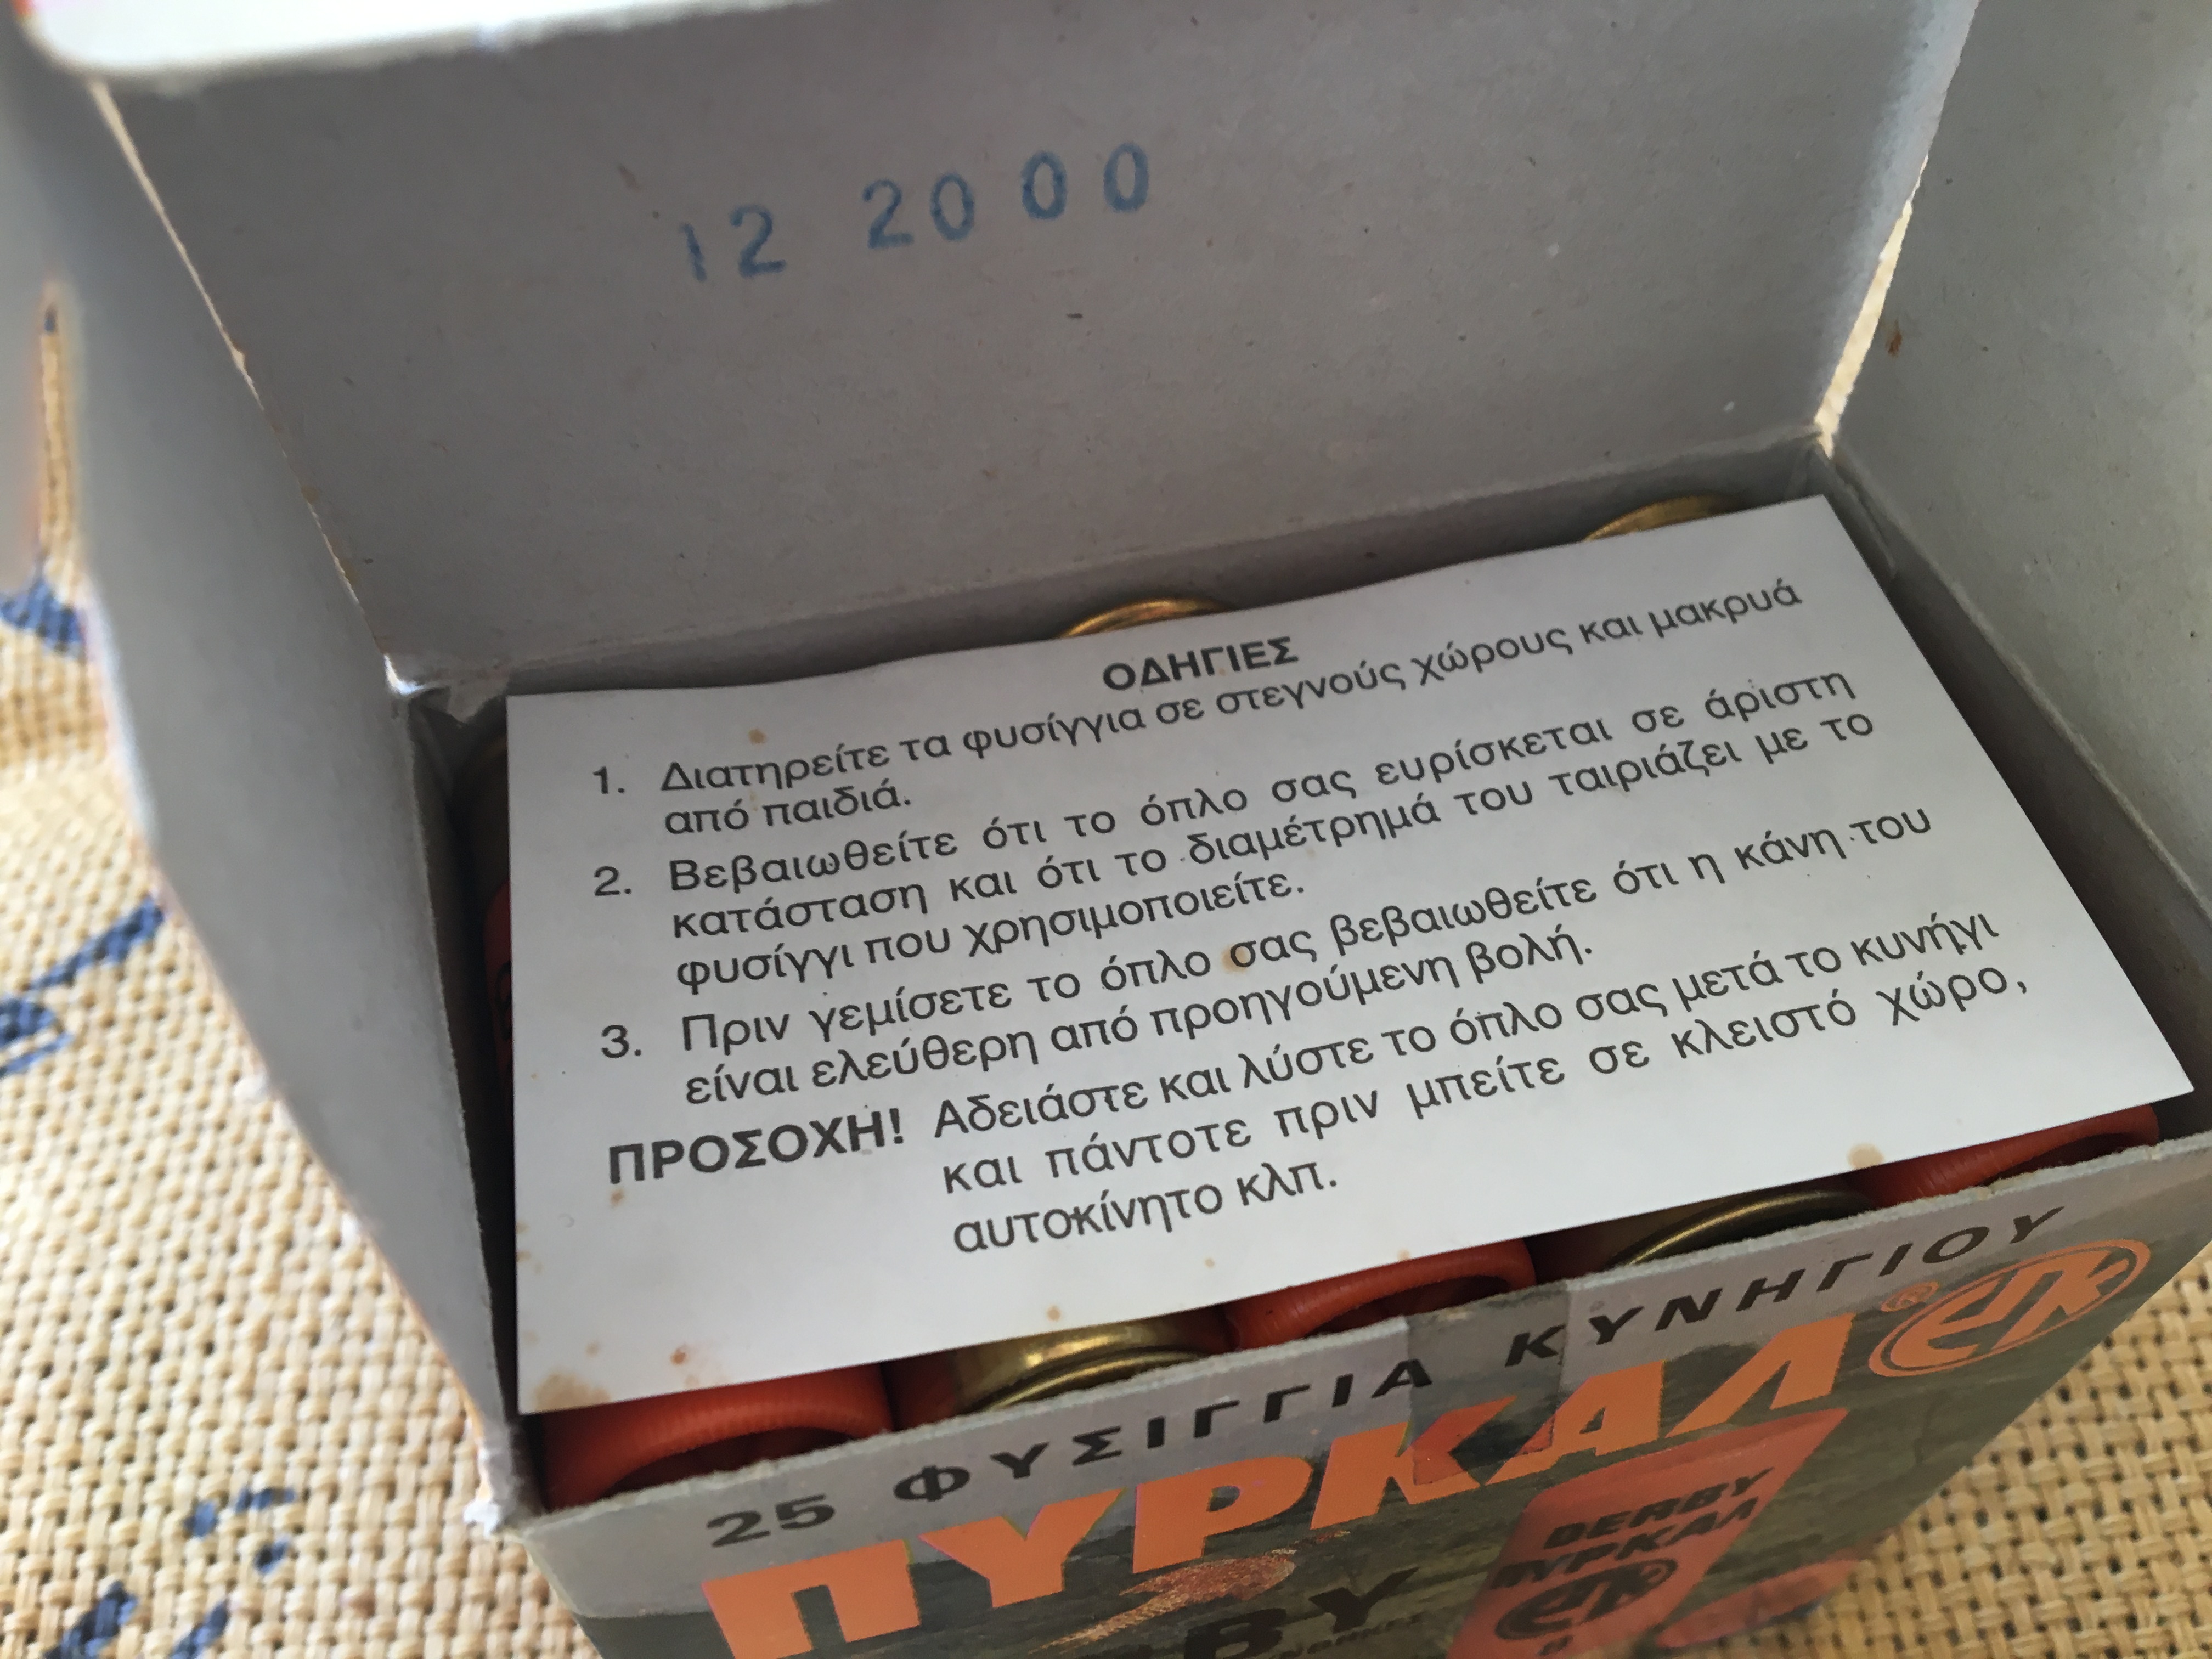 12 2000
ΟΔΗΓΙΕΣ
1. Διατηρείτε τα φυσίγγια σε στεγνούς χώρους και μακρυά
από παιδιά.
2. Βεβαιωθείτε ότι το όπλο σας ευρίσκεται σε άριστη
κατάσταση και ότι το διαμέτρημά του ταιριάζει με το
φυσίγγι που χρησιμοποιείτε.
3. Πριν γεμίσετε το όπλο σας βεβαιωθείτε ότι η κάνη του
είναι ελεύθερη από προηγούμενη βολή.
ΠΡΟΣΟΧΗ! Αδειάστε και λύστε το όπλο σας μετά το κυνήγι
και πάντοτε πριν μπείτε σε κλειστό χώρο,
αυτοκίνητο κλπ.
25 ΦΥΣΙΓΓΙΑ ΚΥΝΗΓΙΟΥ
ΠΥΡΚΑΛ ®
DERBY
ΠΥΡΚΑΛ